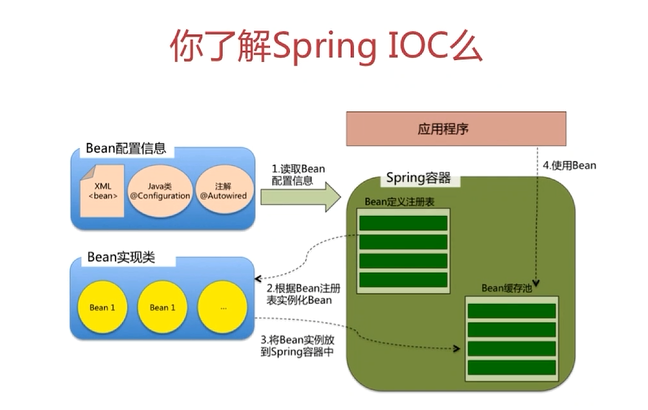 你了解Spring IOC么
应用程序
Bean配置信息
XML
<bean>
Java类
@Configuration
注解
@Autowired
1.读取Bean
配置信息
4.使用Bean
Spring容器
Bean定义注册表
Bean实现类
Bean 1
Bean 1
...
2.根据Bean注册
表实例化Bean
Bean缓存池
3.将Bean实例放
到Spring容器中